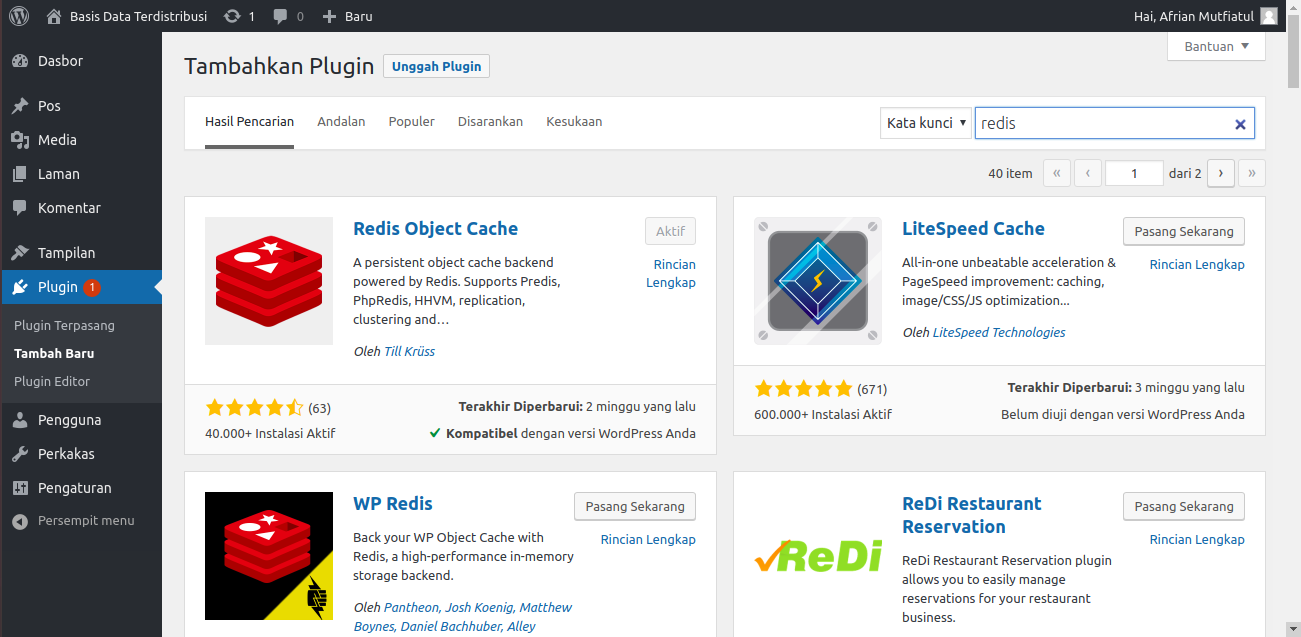 Basis Data Terdistribusi 1 0 Baru Hai, Afrian Mutfiatul
Dasbor
Pos
Media
Laman
Komentar
Tampilan
Plugin 1
Plugin Terpasang
Tambah Baru
Plugin Editor
Pengguna
Perkakas
Pengaturan
Persempit menu
Bantuan ▼
Tambahkan Plugin Unggah Plugin
Hasil Pencarian Andalan Populer Disarankan Kesukaan Kata kunci ▾ redis ×
40 item « ‹ 1 dari 2 › »
Redis Object Cache
Aktif
Rincian
Lengkap
A persistent object cache backend
powered by Redis. Supports Predis,
PhpRedis, HHVM, replication,
clustering and…
Oleh Till Krüss
(63)
40.000+ Instalasi Aktif
Terakhir Diperbarui: 2 minggu yang lalu
✔ Kompatibel dengan versi WordPress Anda
LiteSpeed Cache
Pasang Sekarang
Rincian Lengkap
All-in-one unbeatable acceleration &
PageSpeed improvement: caching,
image/CSS/JS optimization...
Oleh LiteSpeed Technologies
(671)
600.000+ Instalasi Aktif
Terakhir Diperbarui: 3 minggu yang lalu
Belum diuji dengan versi WordPress Anda
WP Redis
Pasang Sekarang
Rincian Lengkap
Back your WP Object Cache with
Redis, a high-performance in-memory
storage backend.
Oleh Pantheon, Josh Koenig, Matthew
Boynes, Daniel Bachhuber, Alley
ReDi
ReDi Restaurant
Reservation
Pasang Sekarang
Rincian Lengkap
ReDi Restaurant Reservation plugin
allows you to easily manage
reservations for your restaurant
business.